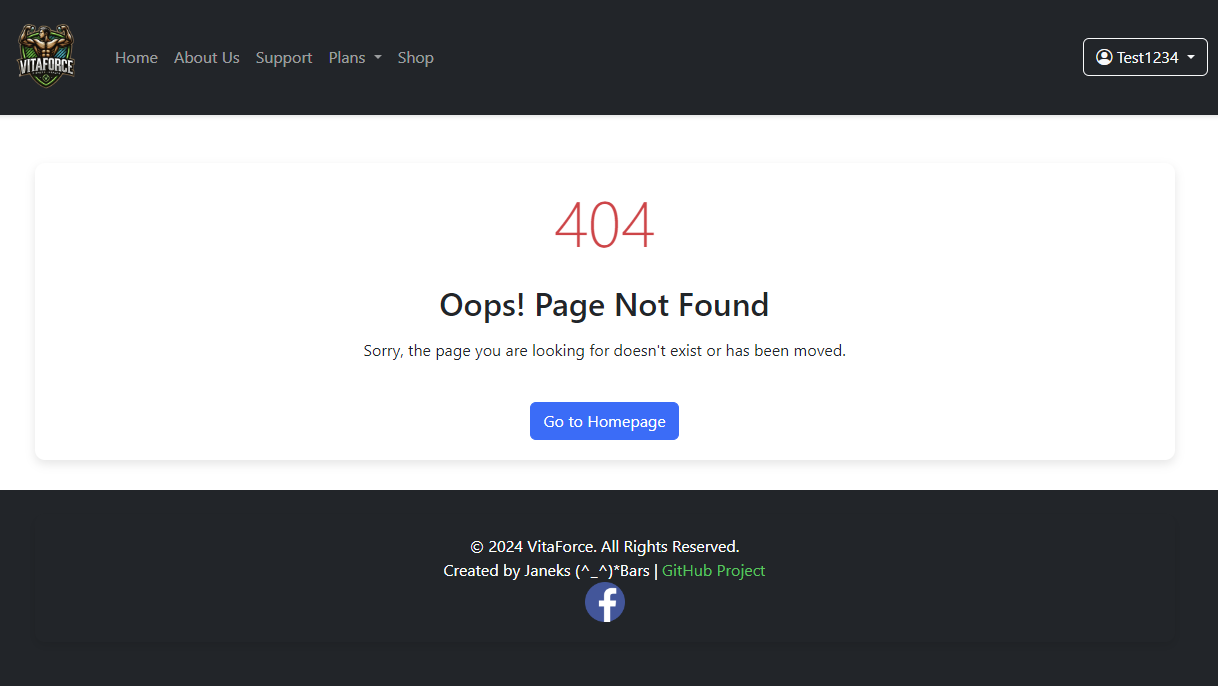 VITAFORCE
Home About Us Support Plans Shop
Test1234
404
Oops! Page Not Found
Sorry, the page you are looking for doesn't exist or has been moved.
Go to Homepage
© 2024 VitaForce. All Rights Reserved.
Created by Janeks (^_^)*Bars | GitHub Project